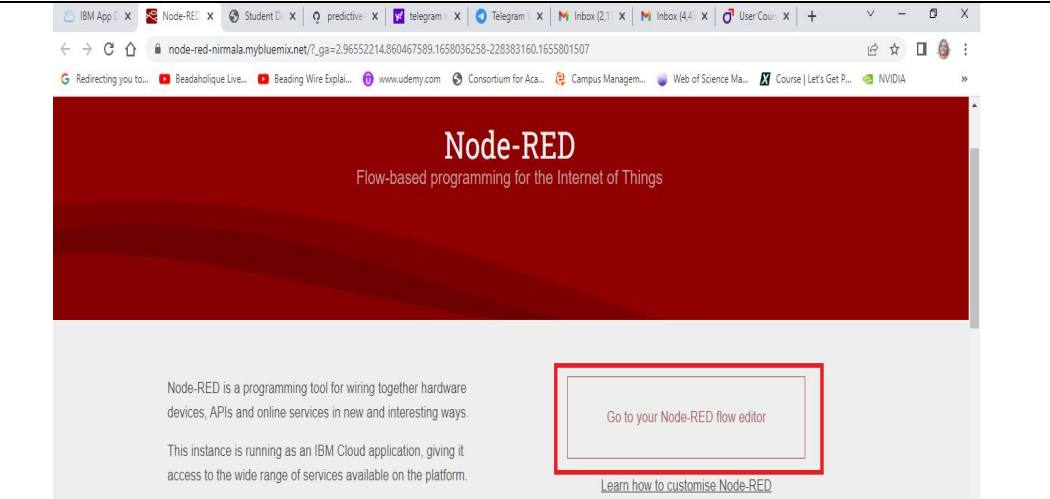 IBM App D
Node-RED
Student D
predictive-
telegram
Telegram
Inbox (2,1
Inbox (4,4
User Coun
node-red-nirmala.mybluemix.net/?_ga=2.96552214.860467589.1658036258-228383160.1655801507
Redirecting you to...
Beadaholique Live...
Beading Wire Explai...
www.udemy.com
Consortium for Aca...
Campus Managem...
Web of Science Ma...
Course | Let's Get P...
NVIDIA
»
Node-RED
Flow-based programming for the Internet of Things
Node-RED is a programming tool for wiring together hardware
devices, APIs and online services in new and interesting ways.
This instance is running as an IBM Cloud application, giving it
access to the wide range of services available on the platform.
Go to your Node-RED flow editor
Learn how to customise Node-RED